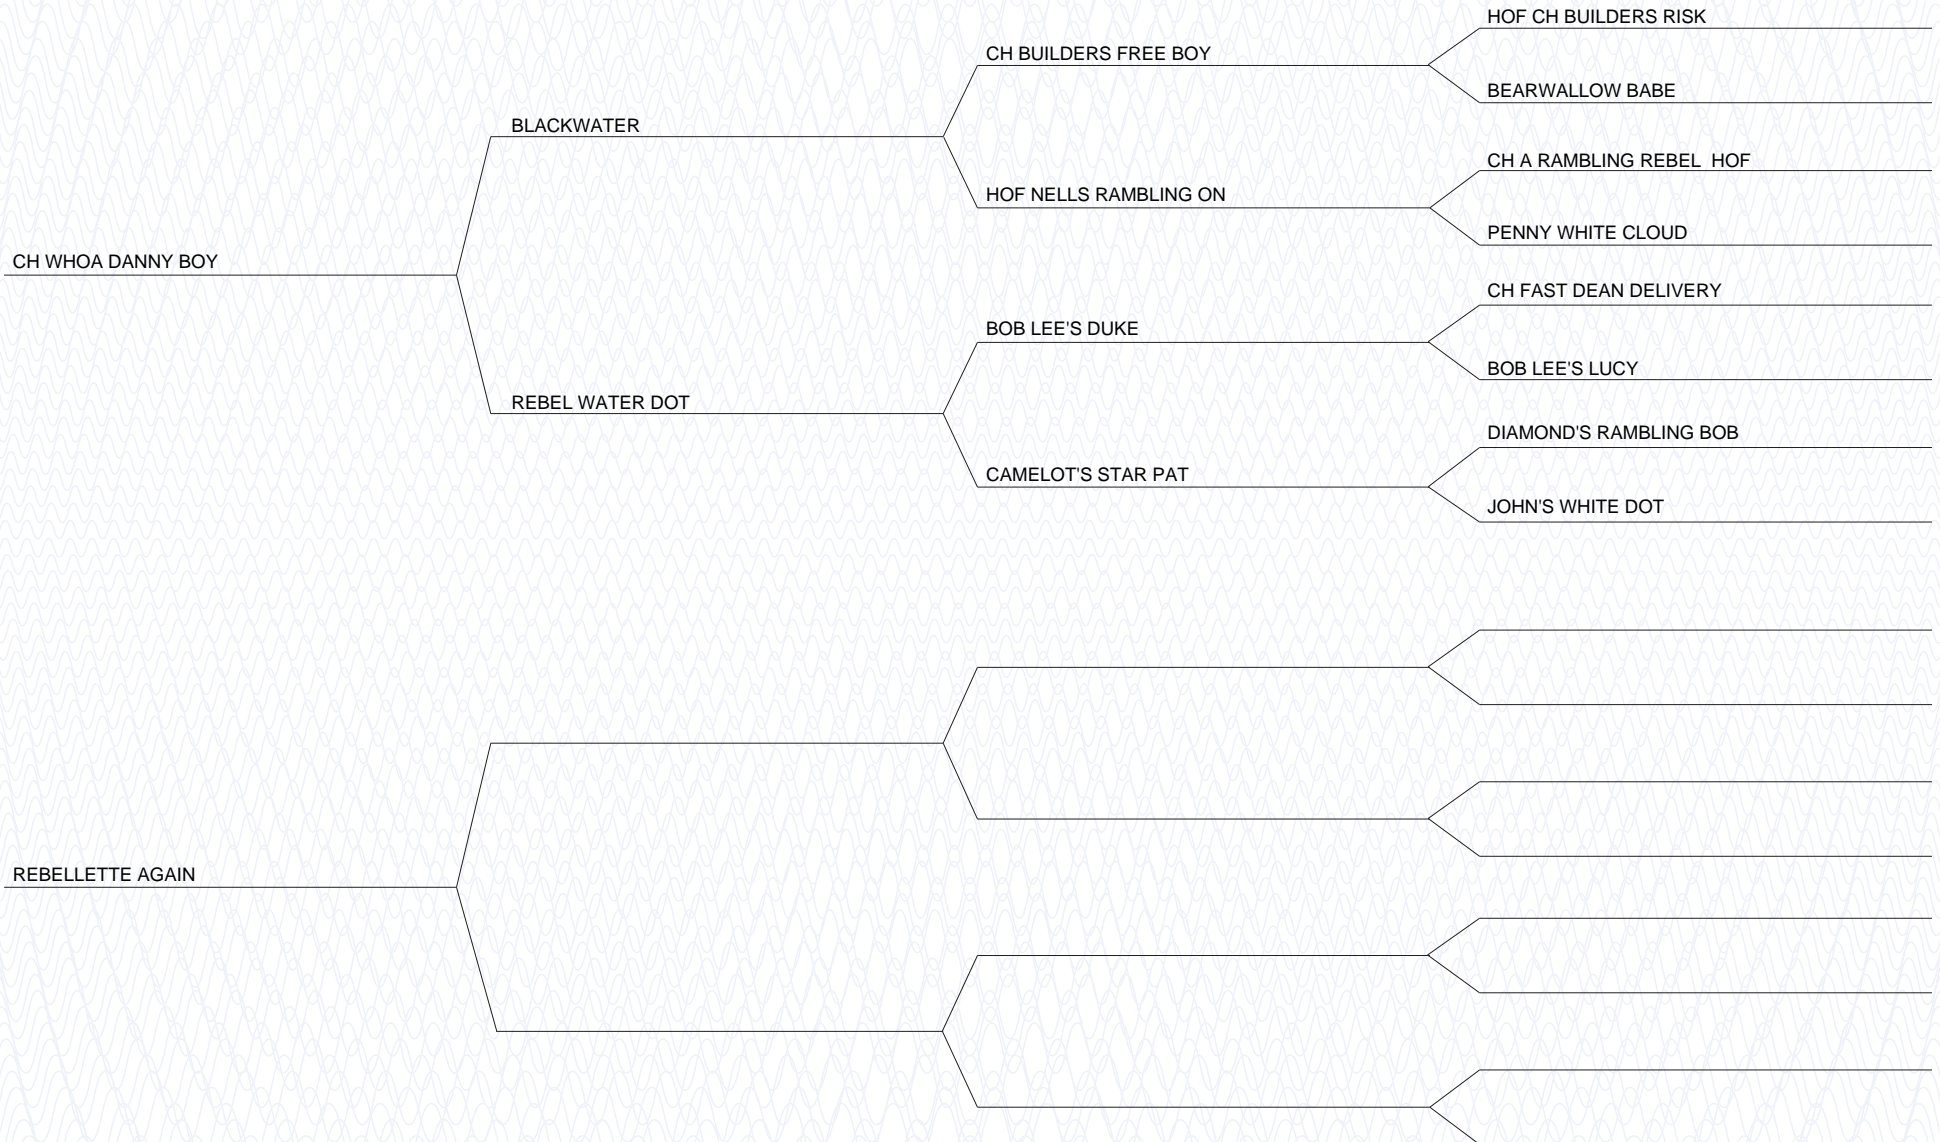 HOF CH BUILDERS RISK
CH BUILDERS FREE BOY
BEARWALLOW BABE
BLACKWATER
CH A RAMBLING REBEL  HOF
HOF NELLS RAMBLING ON
PENNY WHITE CLOUD
CH WHOA DANNY BOY
CH FAST DEAN DELIVERY
BOB LEE'S DUKE
BOB LEE'S LUCY
REBEL WATER DOT
DIAMOND'S RAMBLING BOB
CAMELOT'S STAR PAT
JOHN'S WHITE DOT
REBELLETTE AGAIN